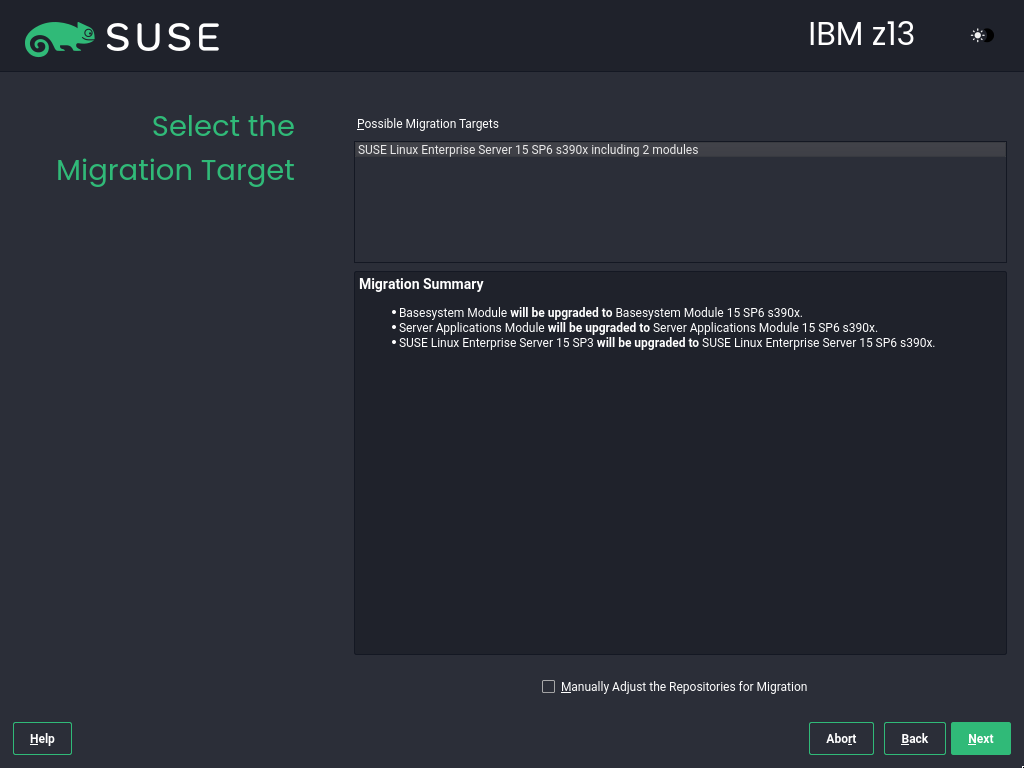 SUSE
IBM z13
Select the
Migration Target
Possible Migration Targets
SUSE Linux Enterprise Server 15 SP6 s390x including 2 modules
Migration Summary
• Basesystem Module will be upgraded to Basesystem Module 15 SP6 s390x.
• Server Applications Module will be upgraded to Server Applications Module 15 SP6 s390x.
• SUSE Linux Enterprise Server 15 SP3 will be upgraded to SUSE Linux Enterprise Server 15 SP6 s390x.
Manually Adjust the Repositories for Migration
Help
Abort
Back
Next